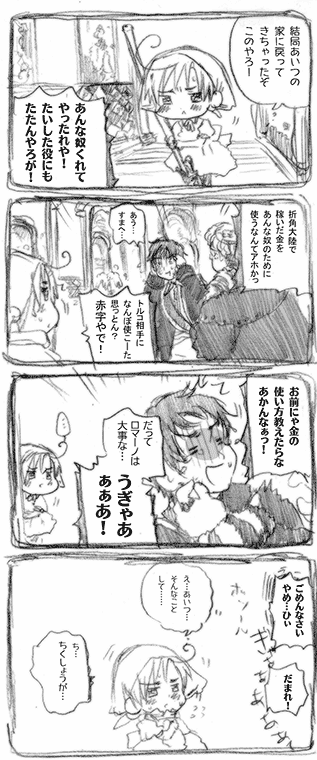 結局あいつの
家に戻って
きちゃったぞ
このやろー!
あんな奴くれて
やったれや!
たいした役にも
たたんやろが!
折角大陸で
稼いだ金を
あんな奴のために
使うなんてアホかっ
あう…
すまへ…
トルコ相手に
なんぼ使こーた
思っとん?
赤字やで!
お前にゃ金の
使い方教えたらな
あかんなぁっ!
だって
ロマーノは
大事な…
うぎゃあ
ぁぁあ!
ごめんなさい
やめ…ひぃ
だまれ!
え…あいつ…
そんなこと
して……
ち…
ちくしょうが…